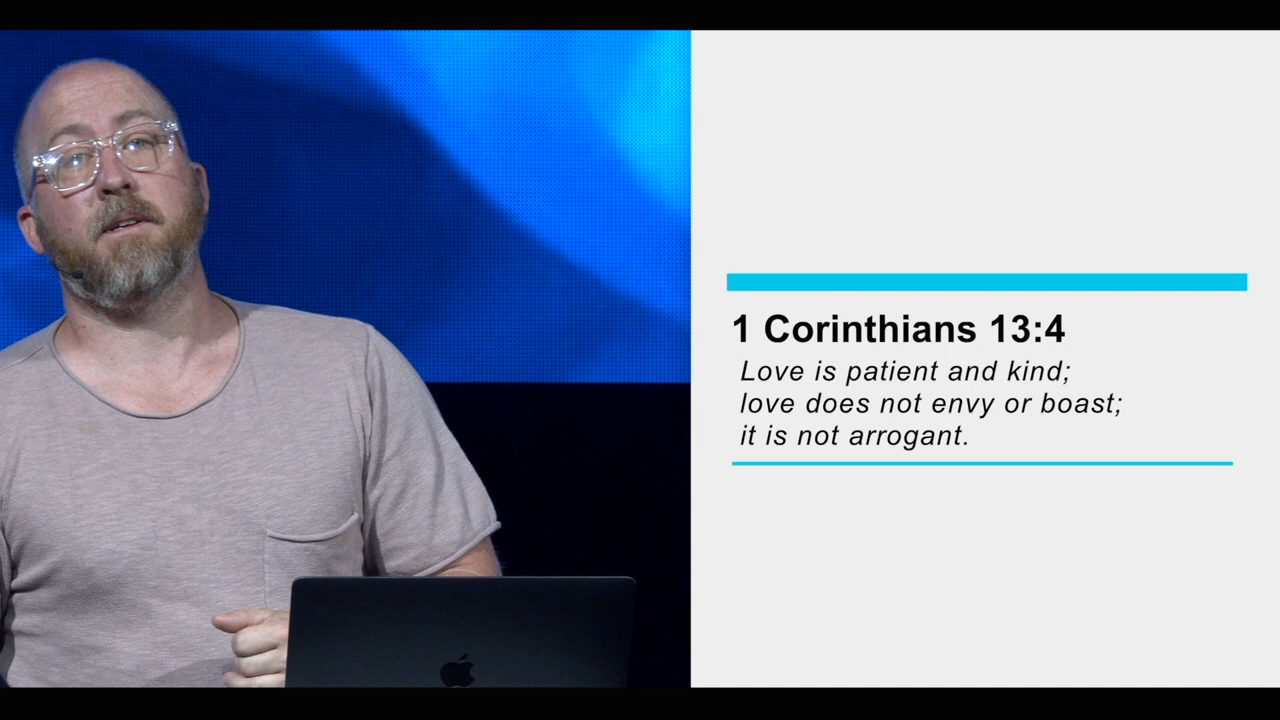 1 Corinthians 13:4
Love is patient and kind;
love does not envy or boast;
it is not arrogant.